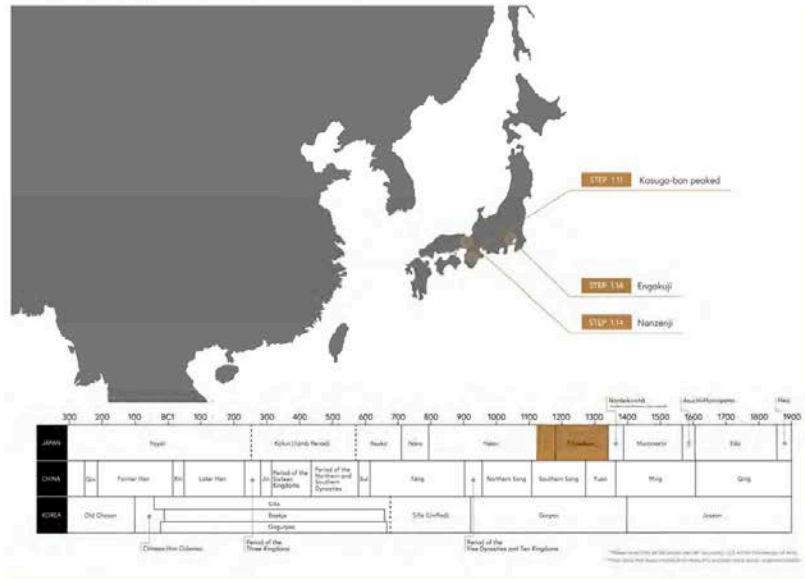 STEP 1.11 Kasuga-ban peaked
STEP 1.14 Engakuji
STEP 1.14 Nanzenji
Nanbokuchō
Azuchi-Momoyama
Meiji
300 200 100 BC1 100 200 300 400 500 600 700 800 900 1000 1100 1200 1300 1400 1500 1600 1700 1800 1900
JAPAN Yayoi Kofun (Tomb Period) Asuka Nara Heian Kamakura Muromachi Edo
CHINA Qin Former Han Xin Later Han Jin Period of the Sixteen Kingdoms Period of the Northern and Southern Dynasties Sui Tang Northern Song Southern Song Yuan Ming Qing
KOREA Old Choson Silla Baekje Goguryeo Silla (Unified) Goryeo Joseon
Chinese Han Colonies
Period of the Three Kingdoms
Period of Five Dynasties and Ten Kingdoms